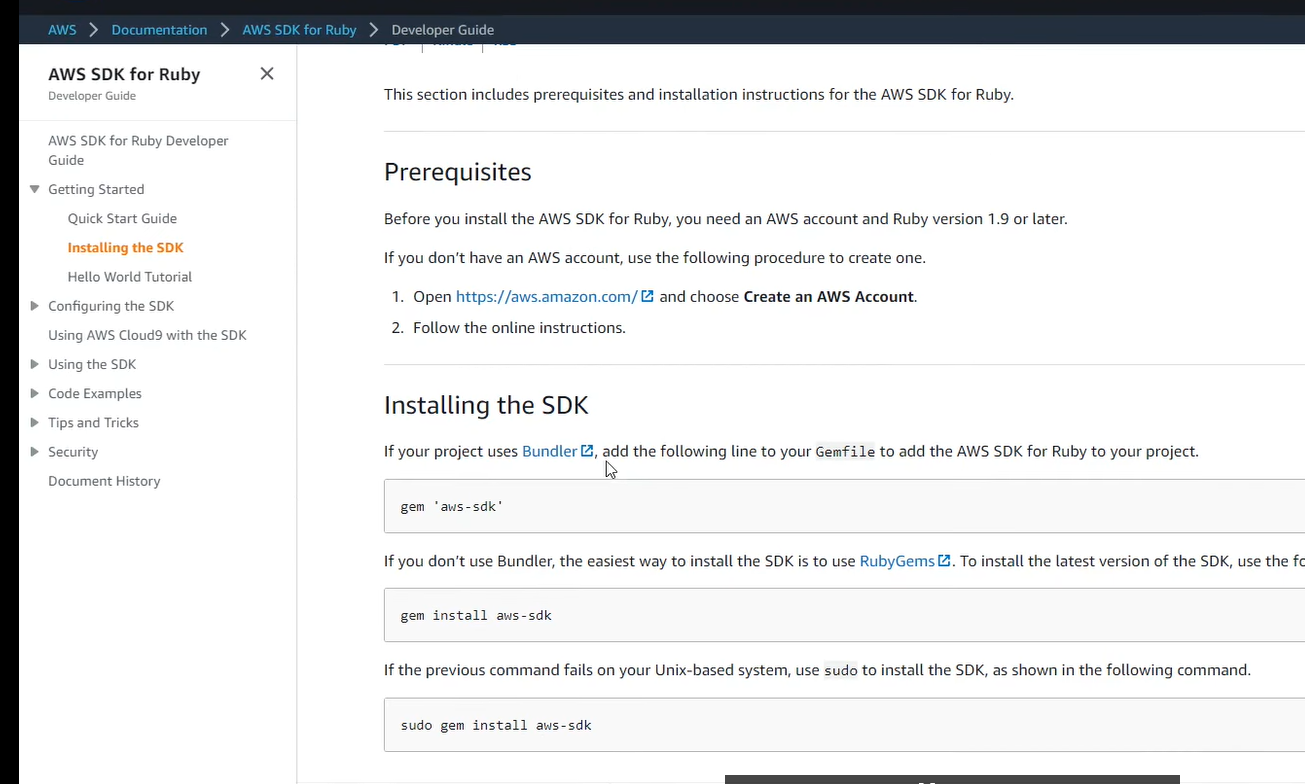 AWS > Documentation > AWS SDK for Ruby > Developer Guide
AWS SDK for Ruby
Developer Guide
AWS SDK for Ruby Developer
Guide
Getting Started
Quick Start Guide
Installing the SDK
Hello World Tutorial
Configuring the SDK
Using AWS Cloud9 with the SDK
Using the SDK
Code Examples
Tips and Tricks
Security
Document History
This section includes prerequisites and installation instructions for the AWS SDK for Ruby.
Prerequisites
Before you install the AWS SDK for Ruby, you need an AWS account and Ruby version 1.9 or later.
If you don't have an AWS account, use the following procedure to create one.
1. Open https://aws.amazon.com/ and choose Create an AWS Account.
2. Follow the online instructions.
Installing the SDK
If your project uses Bundler, add the following line to your Gemfile to add the AWS SDK for Ruby to your project.
gem 'aws-sdk'
If you don't use Bundler, the easiest way to install the SDK is to use RubyGems. To install the latest version of the SDK, use the
gem install aws-sdk
If the previous command fails on your Unix-based system, use sudo to install the SDK, as shown in the following command.
sudo gem install aws-sdk